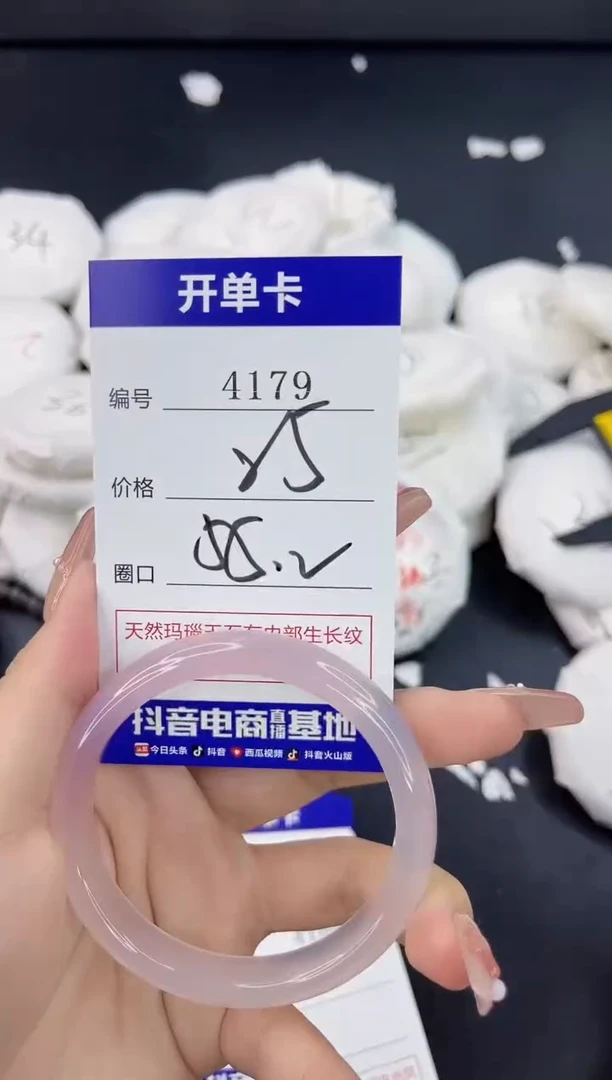 34
开单卡
编号 4179
价格
圈口
天然玛瑙玉石有内部生长纹
抖音电商直播基地
今日头条 抖音 西瓜视频 抖音火山版